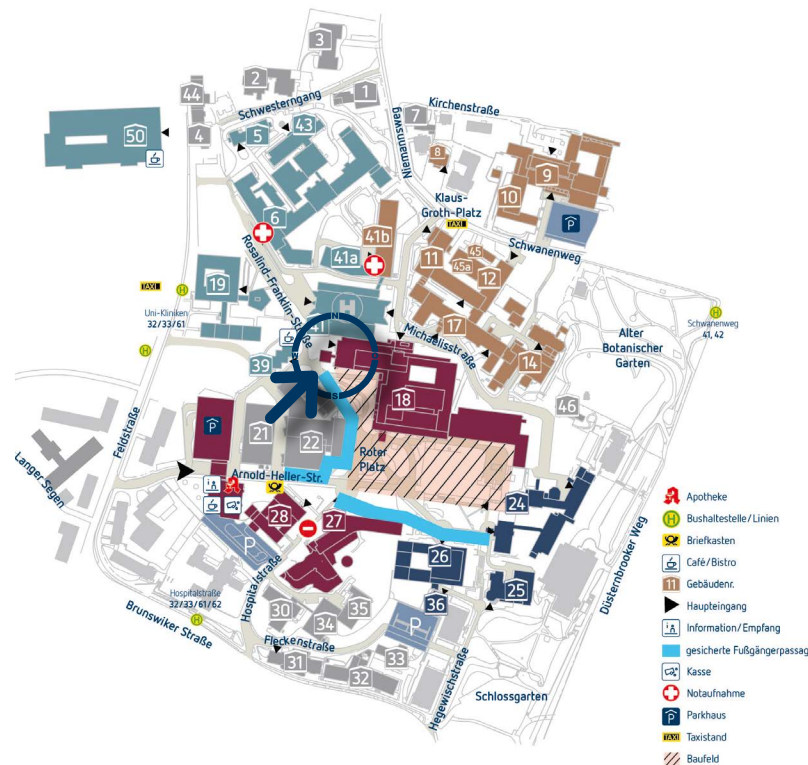 3
2
1
44
Schwesterngang
Kirchenstraße
4
5
43
7
50
Niemannsweg
8
9
10
Klaus-
Groth-Platz
TAXI
P
6
41b
41a
11
45
45a
12
Schwanenweg
Rosalind-Franklin-Straße
19
TAXI
H
Uni-Kliniken
32/33/61
H
H
Schwanenweg
41, 42
41
17
Michaelisstraße
14
Alter
Botanischer
Garten
N
S
39
18
46
Feldstraße
P
21
22
Roter
Platz
Langer Segen
Arnold-Heller-Str.
24
28
27
Hospitalstraße
P
26
25
36
Düsternbrooker Weg
Hospitalstraße
32/33/61/62
H
30
34
35
P
Brunswiker Straße
Fleckenstraße
31
32
33
Hegewischstraße
Schlossgarten
Apotheke
H Bushaltestelle/Linien
Briefkasten
Café/Bistro
11 Gebäudenr.
Haupteingang
i Information/Empfang
gesicherte Fußgängerpassag
Kasse
Notaufnahme
P Parkhaus
TAXI Taxistand
Baufeld